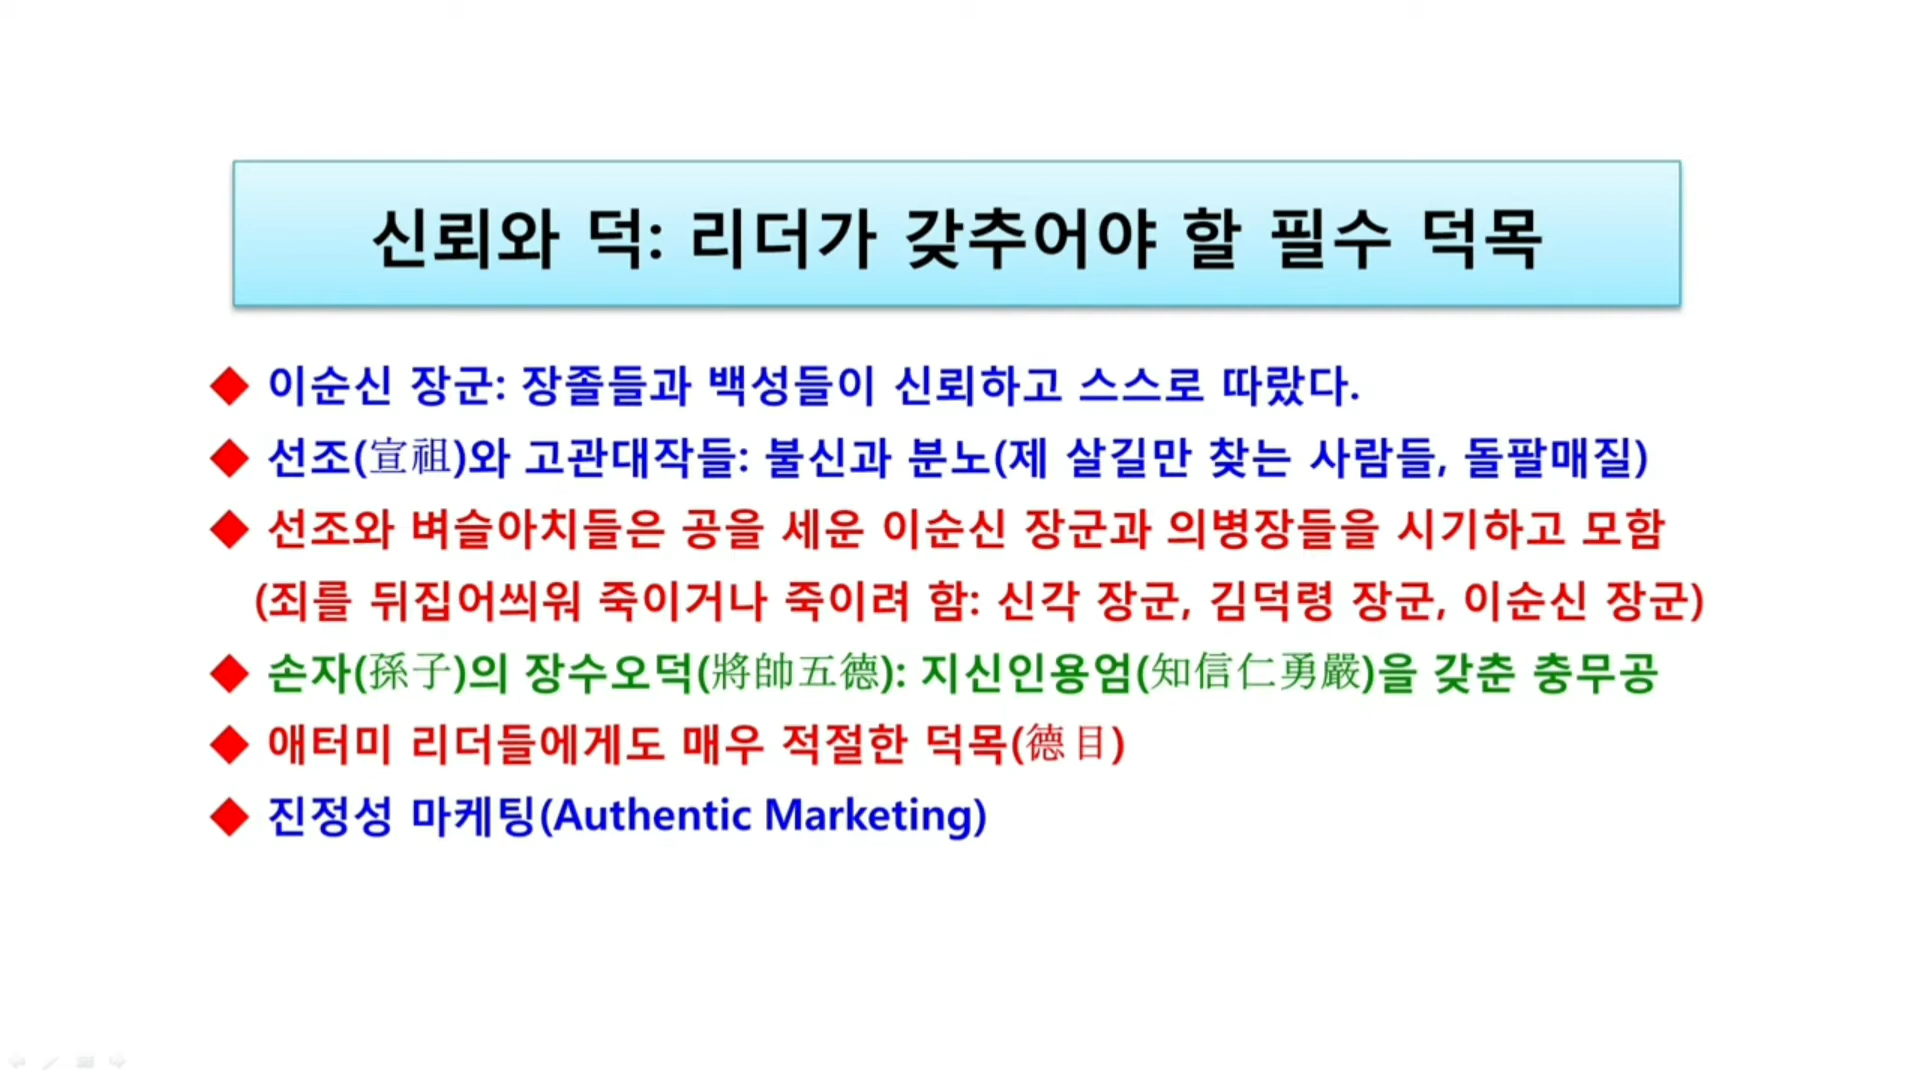 신뢰와 덕: 리더가 갖추어야 할 필수 덕목
◆ 이순신 장군: 장졸들과 백성들이 신뢰하고 스스로 따랐다.
◆ 선조(宣祖)와 고관대작들: 불신과 분노(제 살길만 찾는 사람들, 돌팔매질)
◆ 선조와 벼슬아치들은 공을 세운 이순신 장군과 의병장들을 시기하고 모함
(죄를 뒤집어씌워 죽이거나 죽이려 함: 신각 장군, 김덕령 장군, 이순신 장군)
◆ 손자(孫子)의 장수오덕(將帥五德): 지신인용엄(知信仁勇嚴)을 갖춘 충무공
◆ 애터미 리더들에게도 매우 적절한 덕목(德目)
◆ 진정성 마케팅(Authentic Marketing)